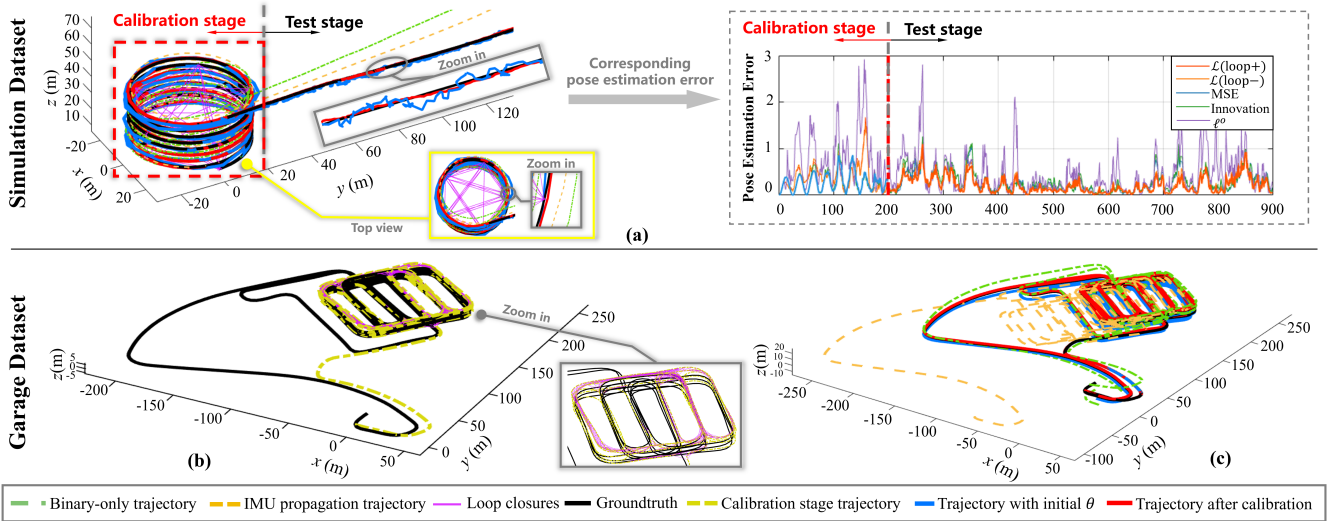 Simulation Dataset
Calibration stage
Test stage
z (m)
70
60
50
40
30
20
10
-20
0
20
x (m)
-20
0
20
40
60
80
100
120
y (m)
Zoom in
Zoom in
Top view
Corresponding
pose estimation error
(a)
Calibration stage
Test stage
Pose Estimation Error
3
2
1
0
0 100 200 300 400 500 600 700 800 900
ℒ(loop+)
ℒ(loop−)
MSE
Innovation
ℓᵒ
Garage Dataset
z(m)
5
0
-5
-200
-150
-100
-50
0
50
x (m)
0
50
100
150
200
250
y (m)
Zoom in
(b)
z(m)
20
10
0
-10
-250
-200
-150
-100
-50
0
50
x (m)
-100
-50
0
50
100
150
200
250
y (m)
(c)
Binary-only trajectory IMU propagation trajectory Loop closures Groundtruth Calibration stage trajectory Trajectory with initial θ Trajectory after calibration